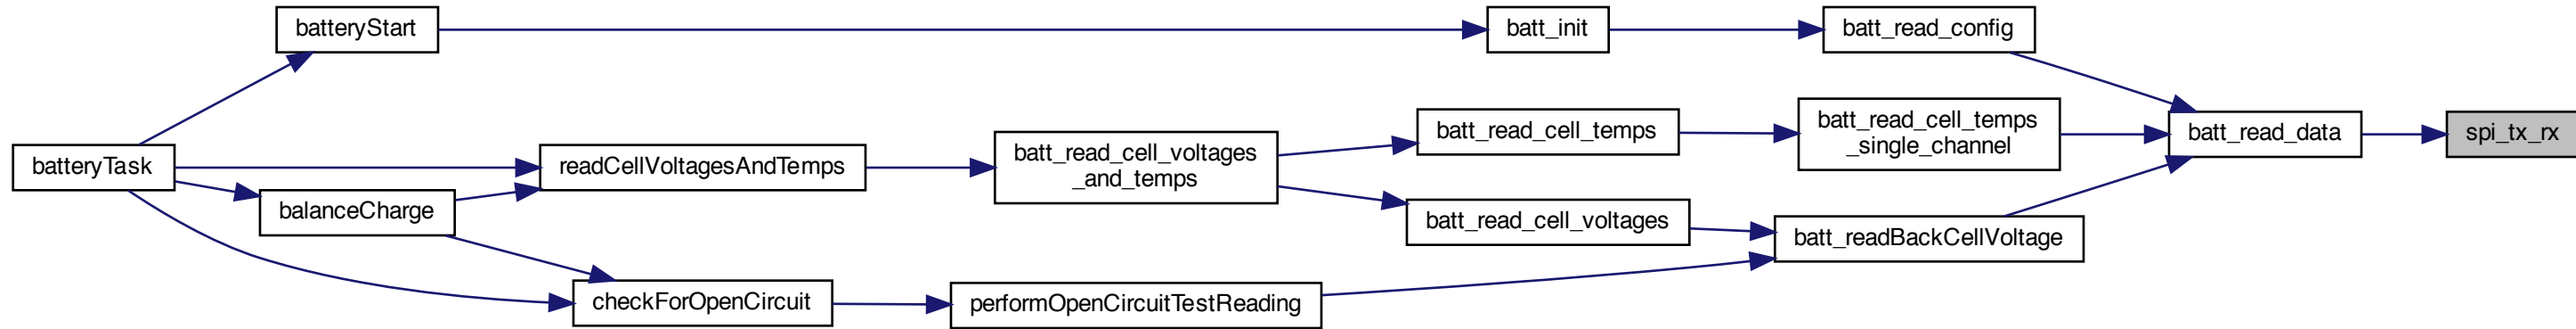 batteryTask
batteryStart
balanceCharge
readCellVoltagesAndTemps
checkForOpenCircuit
batt_read_cell_voltages
_and_temps
performOpenCircuitTestReading
batt_init
batt_read_cell_temps
batt_read_cell_voltages
batt_read_config
batt_read_cell_temps
_single_channel
batt_readBackCellVoltage
batt_read_data
spi_tx_rx